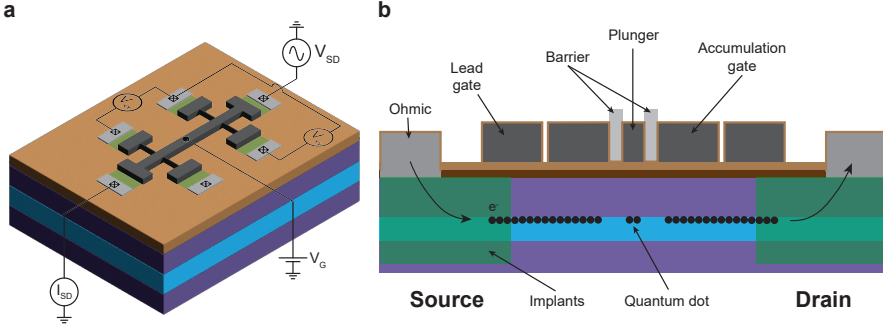 a
V_SD
I_SD
V_G
b
Plunger
Barrier
Accumulation
gate
Lead
gate
Ohmic
e-
Source
Implants
Quantum dot
Drain